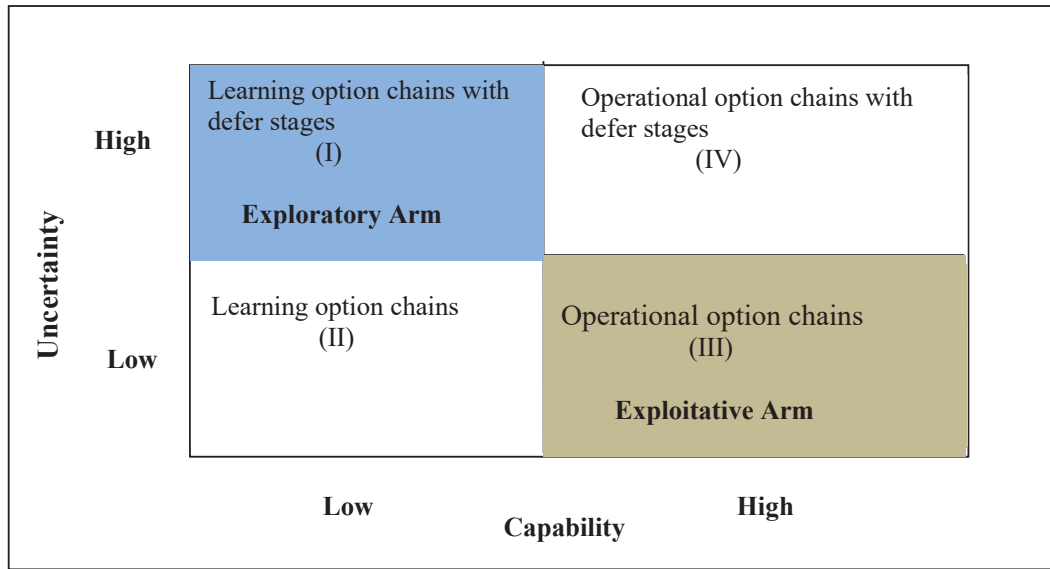 Learning option chains with
defer stages
(I)
Exploratory Arm
Operational option chains with
defer stages
(IV)
High
Uncertainty
Learning option chains
(II)
Operational option chains
(III)
Exploitative Arm
Low
Low
High
Capability